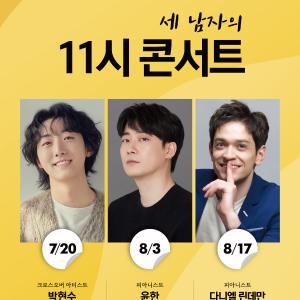 세 남자의
11시 콘서트
7/20
8/3
8/17
크로스오버 아티스트
피아니스트
피아니스트
박현수
윤한
다니엘 린데만